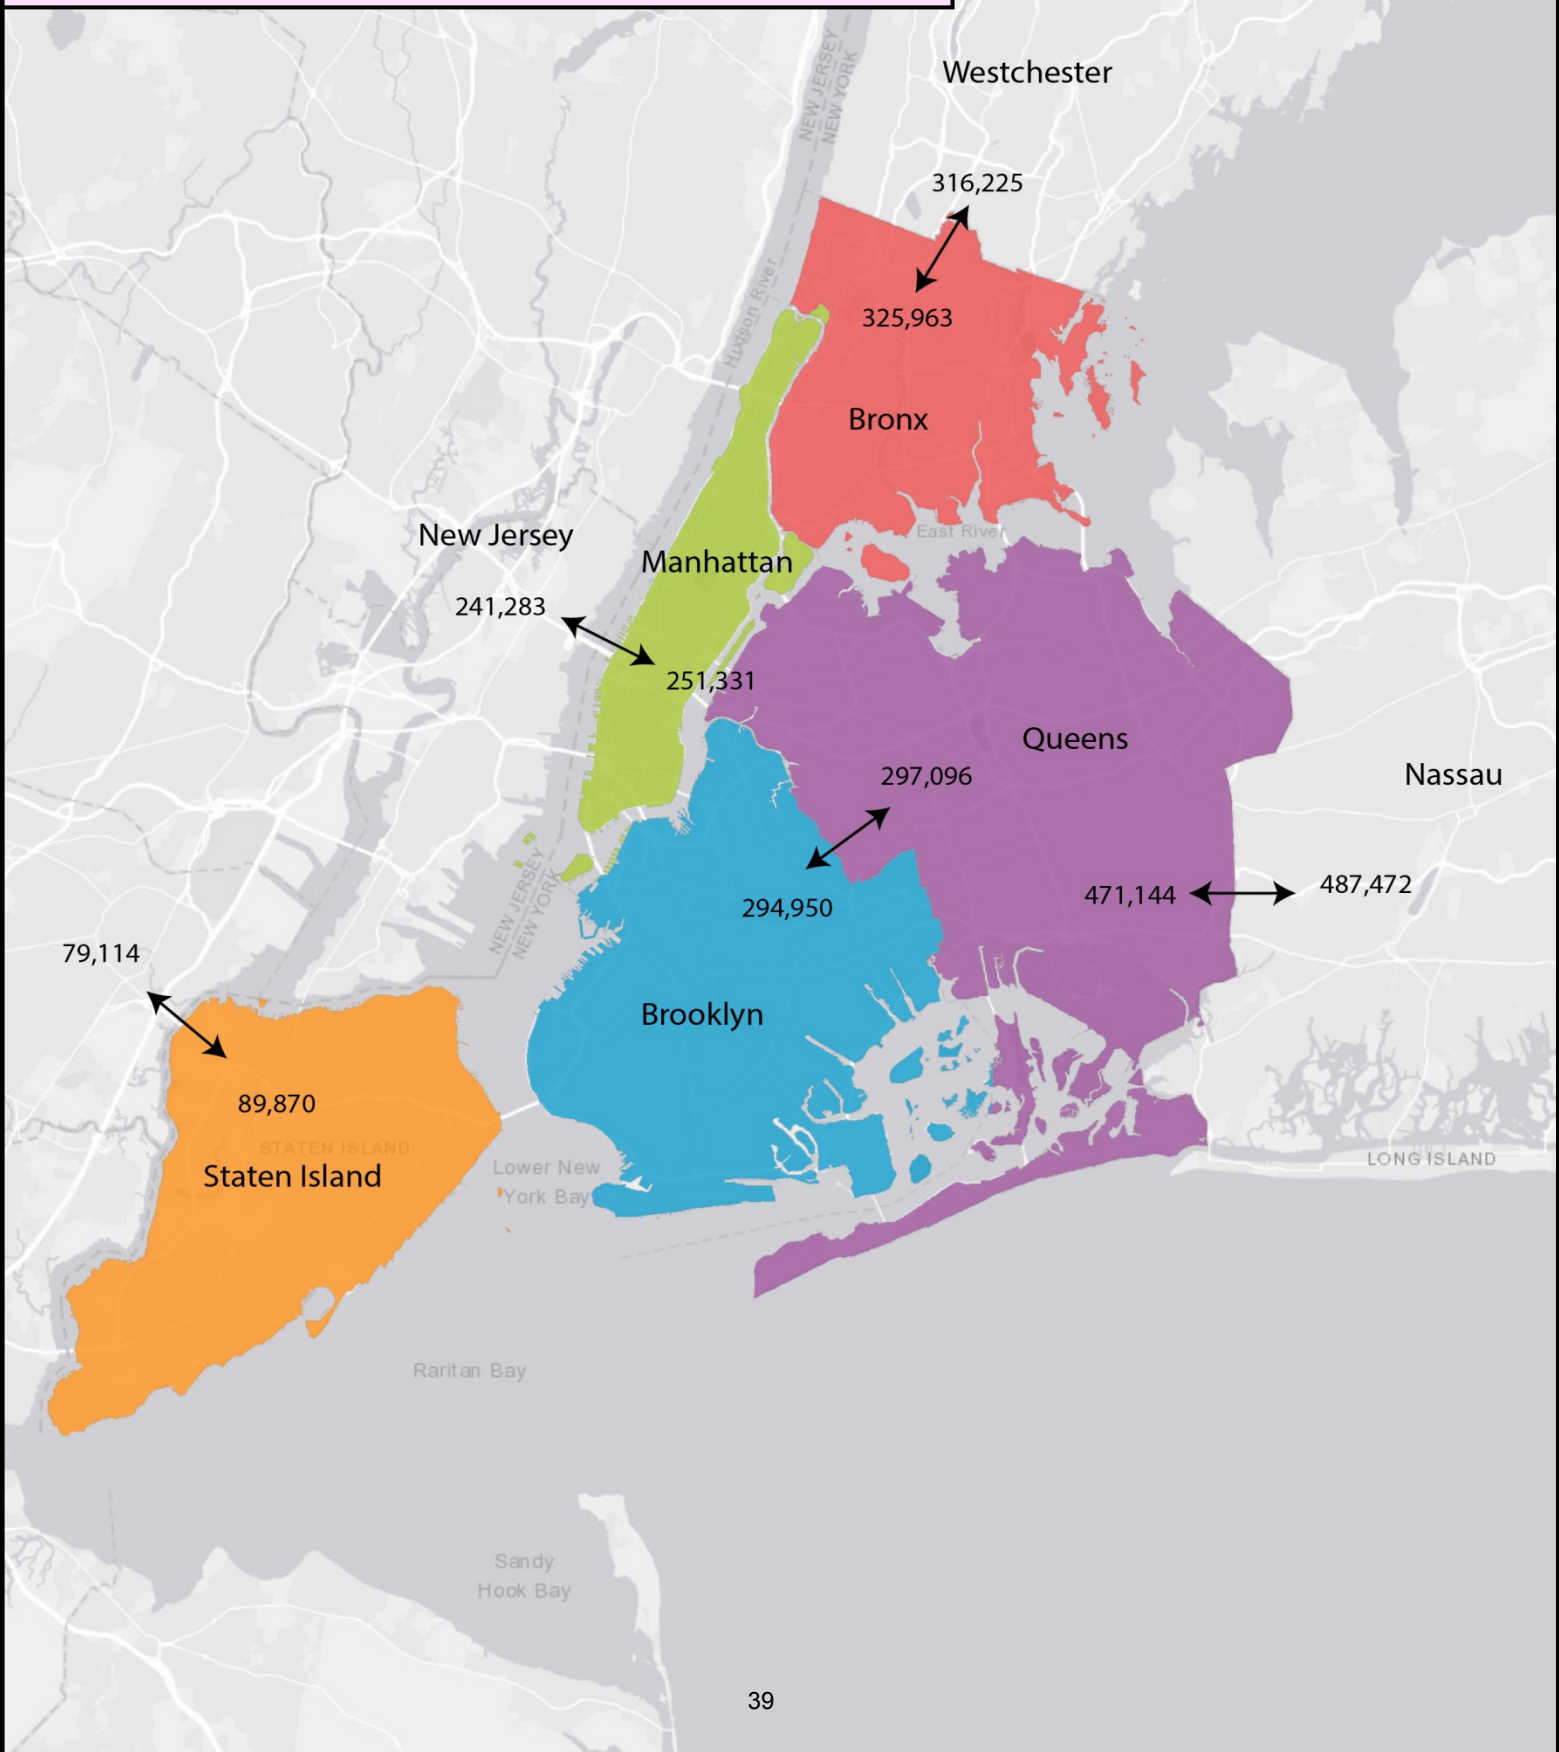 Westchester
NEW JERSEY
NEW YORK
316,225
Hudson River
325,963
Bronx
East River
New Jersey
Manhattan
241,283
251,331
Queens
297,096
Nassau
471,144
487,472
294,950
NEW JERSEY
NEW YORK
79,114
Brooklyn
89,870
STATEN ISLAND
Staten Island
Lower New
York Bay
LONG ISLAND
Raritan Bay
Sandy
Hook Bay
39